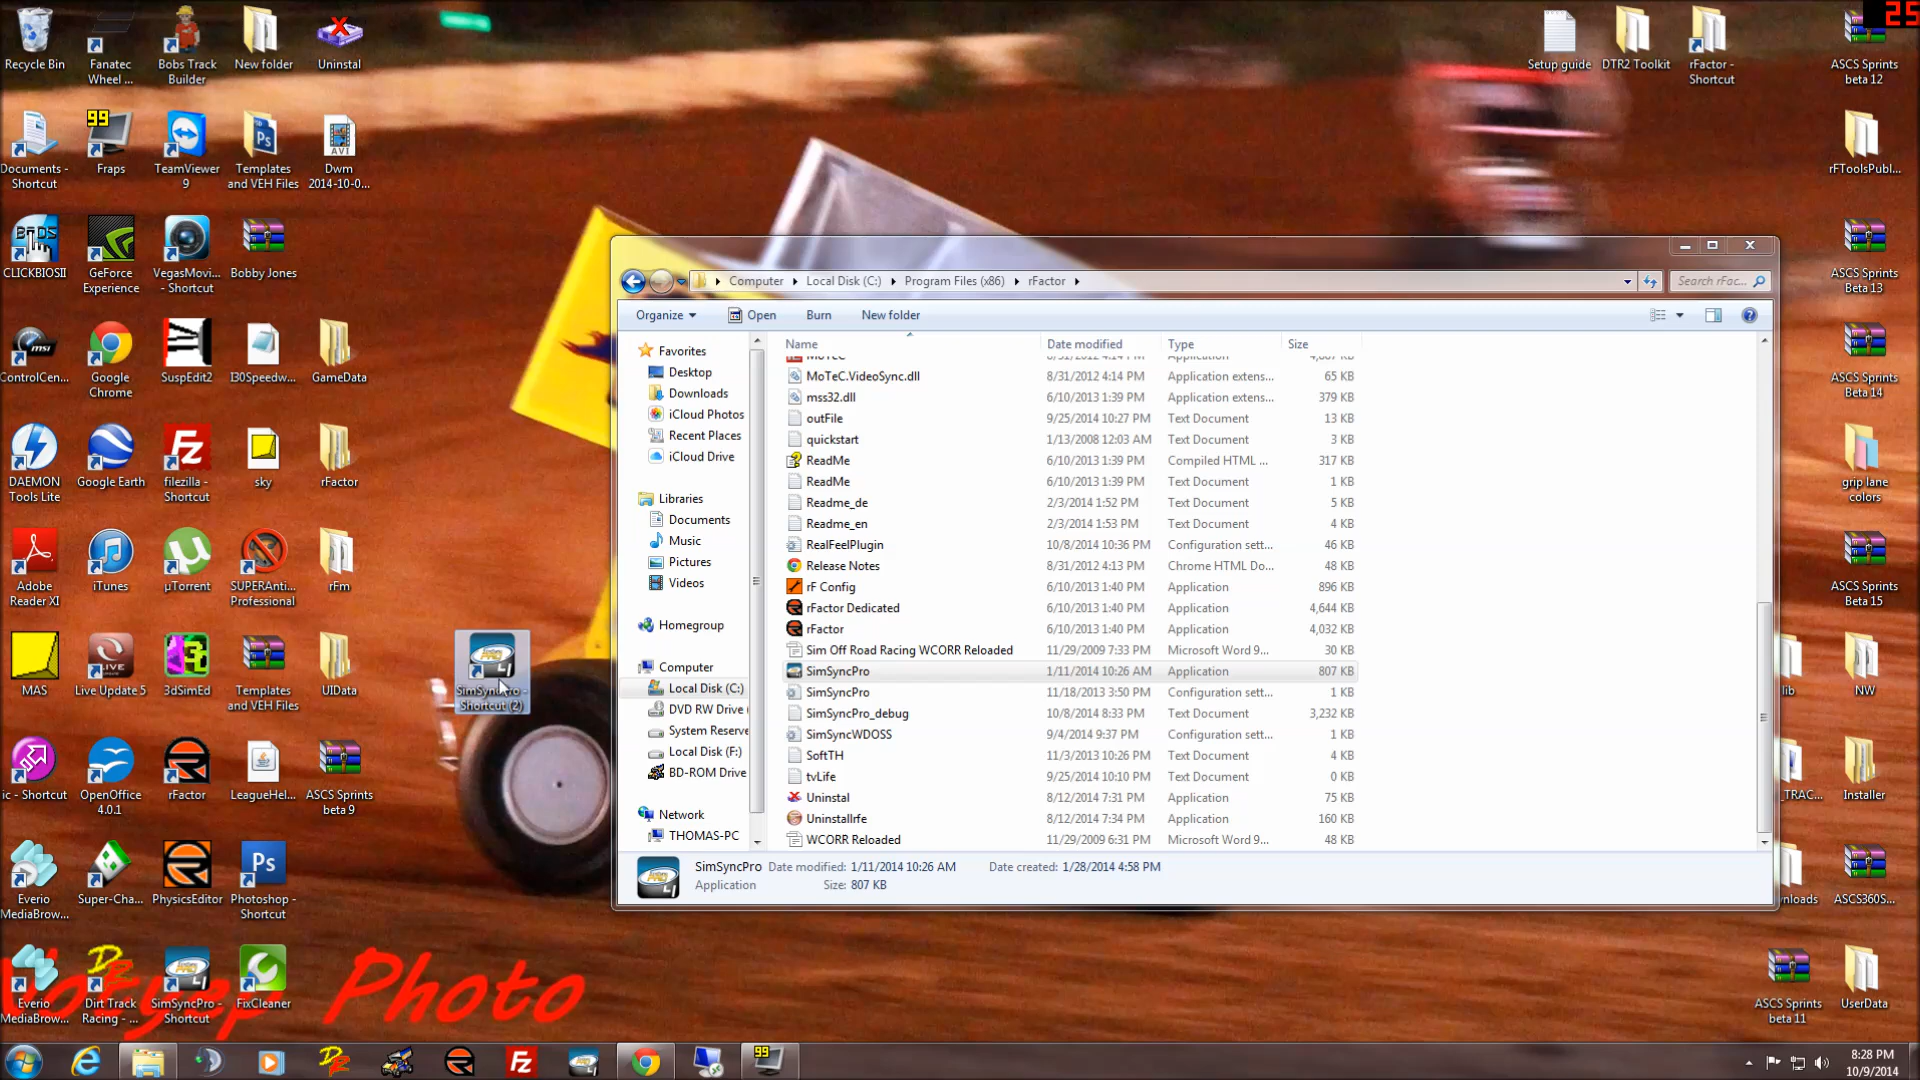 Recycle Bin
Fanatec
Wheel ...
Bobs Track
Builder
New folder
Uninstal
Setup guide
DTR2 Toolkit
rFactor -
Shortcut
ASCS Sprints
beta 12
25
Documents -
Shortcut
99
Fraps
TeamViewer
9
Templates
and VEH Files
AVI
Dwm
2014-10-0...
rFToolsPubl...
CLICKBIOSII
GeForce
Experience
VegasMovi...
- Shortcut
Bobby Jones
ASCS Sprints
Beta 13
ControlCen...
Google
Chrome
SuspEdit2
I30Speedw...
GameData
ASCS Sprints
Beta 14
DAEMON
Tools Lite
Google Earth
filezilla -
Shortcut
sky
rFactor
grip lane
colors
Adobe
Reader XI
iTunes
µTorrent
SUPERAnti...
Professional
rFm
ASCS Sprints
Beta 15
MAS
Live Update 5
3dSimEd
Templates
and VEH Files
UIData
SimSyncPro -
Shortcut (2)
lib
NW
ic - Shortcut
OpenOffice
4.0.1
rFactor
LeagueHel...
ASCS Sprints
beta 9
_TRAC...
Installer
Everio
MediaBrow...
Super-Cha...
PhysicsEditor
Photoshop -
Shortcut
nloads
ASCS360S...
Everio
MediaBrow...
Dirt Track
Racing - ...
SimSyncPro -
Shortcut
FixCleaner
ASCS Sprints
beta 11
UserData
Photo
Computer
Local Disk (C:)
Program Files (x86)
rFactor
Search rFac...
Organize
Open
Burn
New folder
Favorites
Desktop
Downloads
iCloud Photos
Recent Places
iCloud Drive
Libraries
Documents
Music
Pictures
Videos
Homegroup
Computer
Local Disk (C:)
DVD RW Drive (
System Reserve
Local Disk (F:)
BD-ROM Drive
Network
THOMAS-PC
Name Date modified Type Size
MoTeC 8/31/2012 4:14 PM Application
MoTeC.VideoSync.dll 8/31/2012 4:14 PM Application extens... 65 KB
mss32.dll 6/10/2013 1:39 PM Application extens... 379 KB
outFile 9/25/2014 10:27 PM Text Document 13 KB
quickstart 1/13/2008 12:03 AM Text Document 3 KB
ReadMe 6/10/2013 1:39 PM Compiled HTML ... 317 KB
ReadMe 6/10/2013 1:39 PM Text Document 1 KB
Readme_de 2/3/2014 1:52 PM Text Document 5 KB
Readme_en 2/3/2014 1:53 PM Text Document 4 KB
RealFeelPlugin 10/8/2014 10:36 PM Configuration sett... 46 KB
Release Notes 8/31/2012 4:13 PM Chrome HTML Do... 48 KB
rF Config 6/10/2013 1:40 PM Application 896 KB
rFactor Dedicated 6/10/2013 1:40 PM Application 4,644 KB
rFactor 6/10/2013 1:40 PM Application 4,032 KB
Sim Off Road Racing WCORR Reloaded 11/29/2009 7:33 PM Microsoft Word 9... 30 KB
SimSyncPro 1/11/2014 10:26 AM Application 807 KB
SimSyncPro 11/18/2013 3:50 PM Configuration sett... 1 KB
SimSyncPro_debug 10/8/2014 8:33 PM Text Document 3,232 KB
SimSyncWDOSS 9/4/2014 9:37 PM Configuration sett... 1 KB
SoftTH 11/3/2013 10:26 PM Text Document 4 KB
tvLife 9/25/2014 10:10 PM Text Document 0 KB
Uninstal 8/12/2014 7:31 PM Application 75 KB
Uninstallrfe 8/12/2014 7:34 PM Application 160 KB
WCORR Reloaded 11/29/2009 6:31 PM Microsoft Word 9... 48 KB
SimSyncPro Date modified: 1/11/2014 10:26 AM Date created: 1/28/2014 4:58 PM
Application Size: 807 KB
99
8:28 PM
10/9/2014